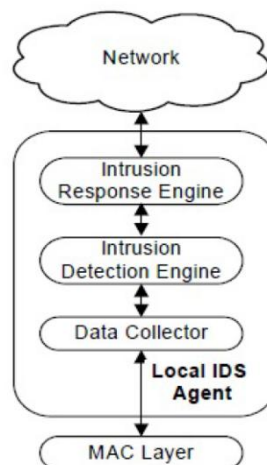 Network
Intrusion
Response Engine
Intrusion
Detection Engine
Data Collector
Local IDS
Agent
MAC Layer